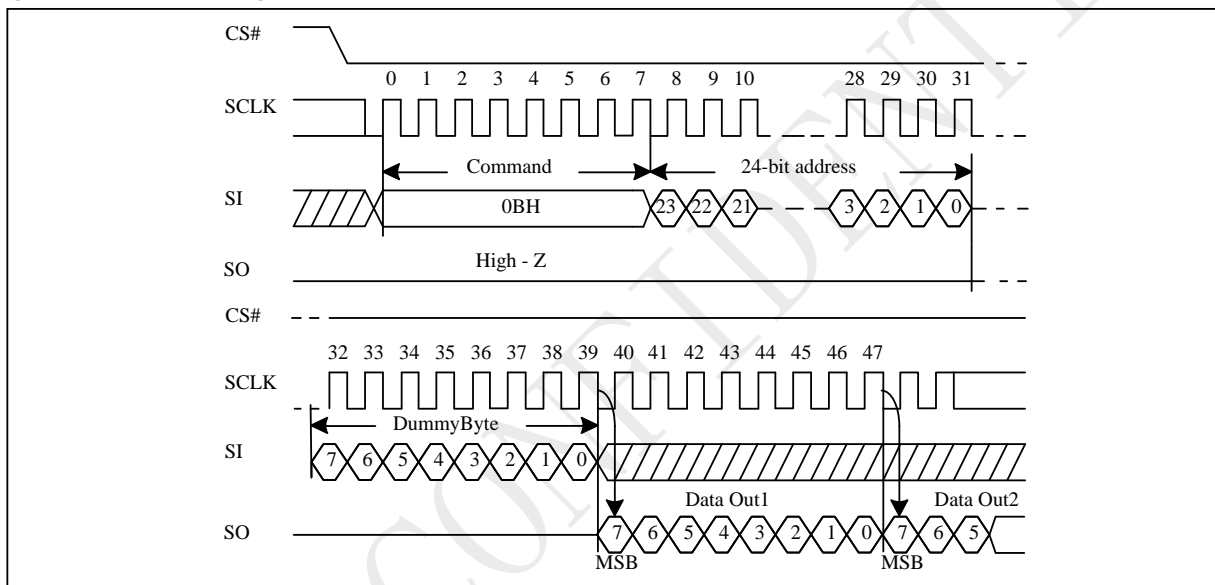 CS#
0 1 2 3 4 5 6 7 8 9 10 28 29 30 31
SCLK
Command 24-bit address
SI 0BH 23 22 21 3 2 1 0
High - Z
SO
CS#
32 33 34 35 36 37 38 39 40 41 42 43 44 45 46 47
SCLK
DummyByte
SI 7 6 5 4 3 2 1 0
Data Out1 Data Out2
SO 7 6 5 4 3 2 1 0 7 6 5
MSB MSB
CONFIDENT